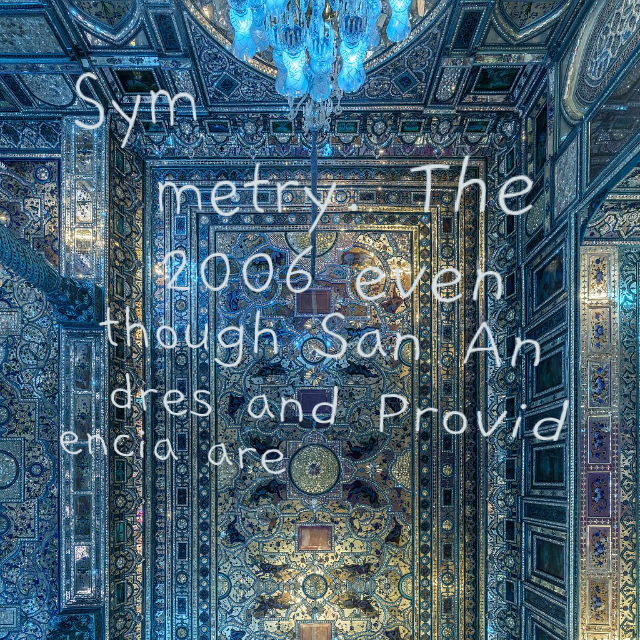 Sym
metry. The
2006 even
though San An
dres and Provid
encia are